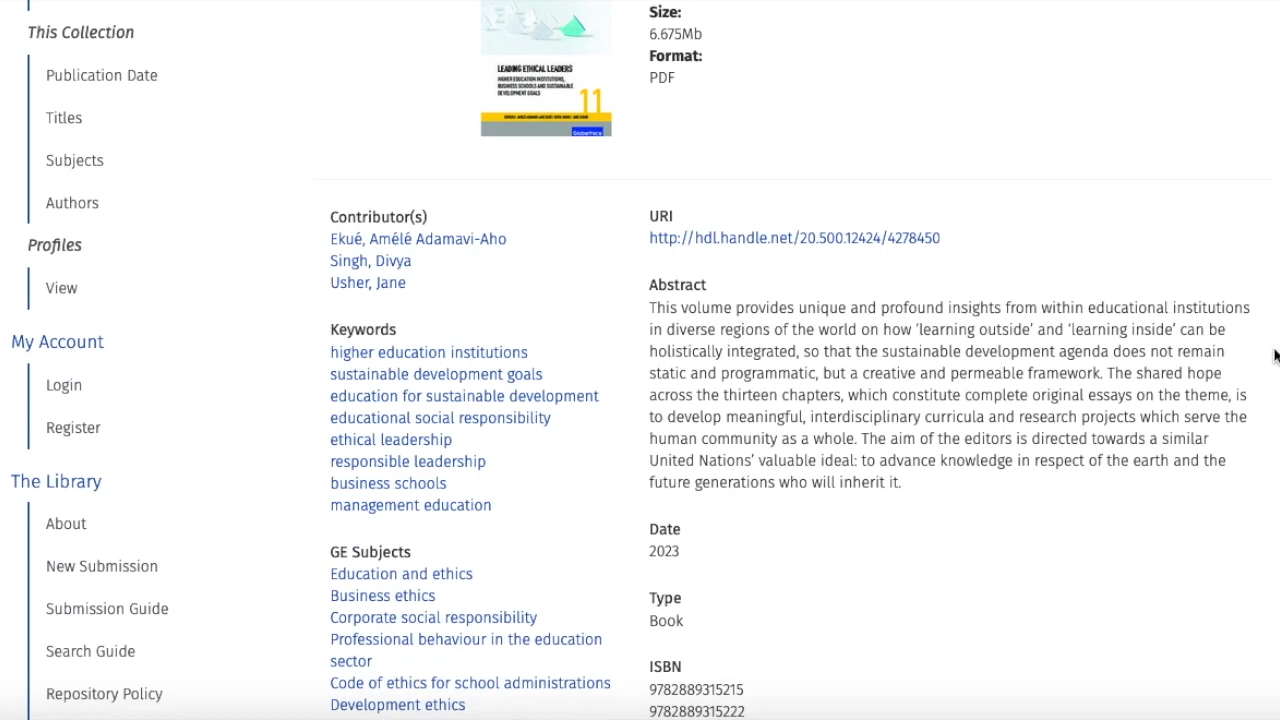 This Collection
Publication Date
Titles
Subjects
Authors
Profiles
View
My Account
Login
Register
The Library
About
New Submission
Submission Guide
Search Guide
Repository Policy
LEADING ETHICAL LEADERS
HIGHER EDUCATION INSTITUTIONS,
BUSINESS SCHOOLS AND SUSTAINABLE
DEVELOPMENT GOALS
11
Globethics
Size:
6.675Mb
Format:
PDF
Contributor(s)
Ekué, Amélé Adamavi-Aho
Singh, Divya
Usher, Jane
Keywords
higher education institutions
sustainable development goals
education for sustainable development
educational social responsibility
ethical leadership
responsible leadership
business schools
management education
GE Subjects
Education and ethics
Business ethics
Corporate social responsibility
Professional behaviour in the education
sector
Code of ethics for school administrations
Development ethics
URI
http://hdl.handle.net/20.500.12424/4278450
Abstract
This volume provides unique and profound insights from within educational institutions
in diverse regions of the world on how ‘learning outside’ and ‘learning inside’ can be
holistically integrated, so that the sustainable development agenda does not remain
static and programmatic, but a creative and permeable framework. The shared hope
across the thirteen chapters, which constitute complete original essays on the theme, is
to develop meaningful, interdisciplinary curricula and research projects which serve the
human community as a whole. The aim of the editors is directed towards a similar
United Nations’ valuable ideal: to advance knowledge in respect of the earth and the
future generations who will inherit it.
Date
2023
Type
Book
ISBN
9782889315215
9782889315222